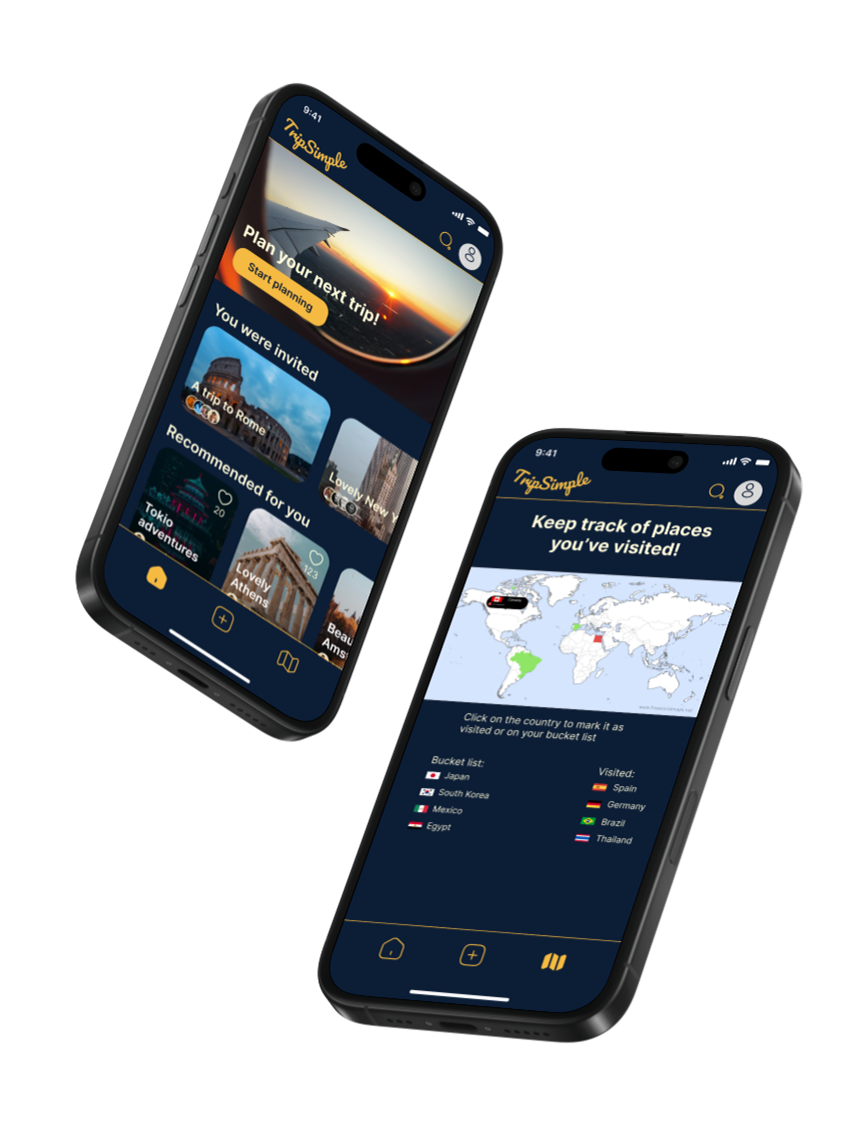 9:41
TripSimple
Plan your next trip!
Start planning
You were invited
A trip to Rome
Lovely New Y
Recommended for you
20
Tokio
adventures
123
Lovely
Athens
Beau
Ams
9:41
TripSimple
Keep track of places
you've visited!
Click on the country to mark it as
visited or on your bucket list
Bucket list:
Japan
South Korea
Mexico
Egypt
Visited:
Spain
Germany
Brazil
Thailand